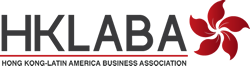 HKLABA
HONG KONG-LATIN AMERICA BUSINESS ASSOCIATION